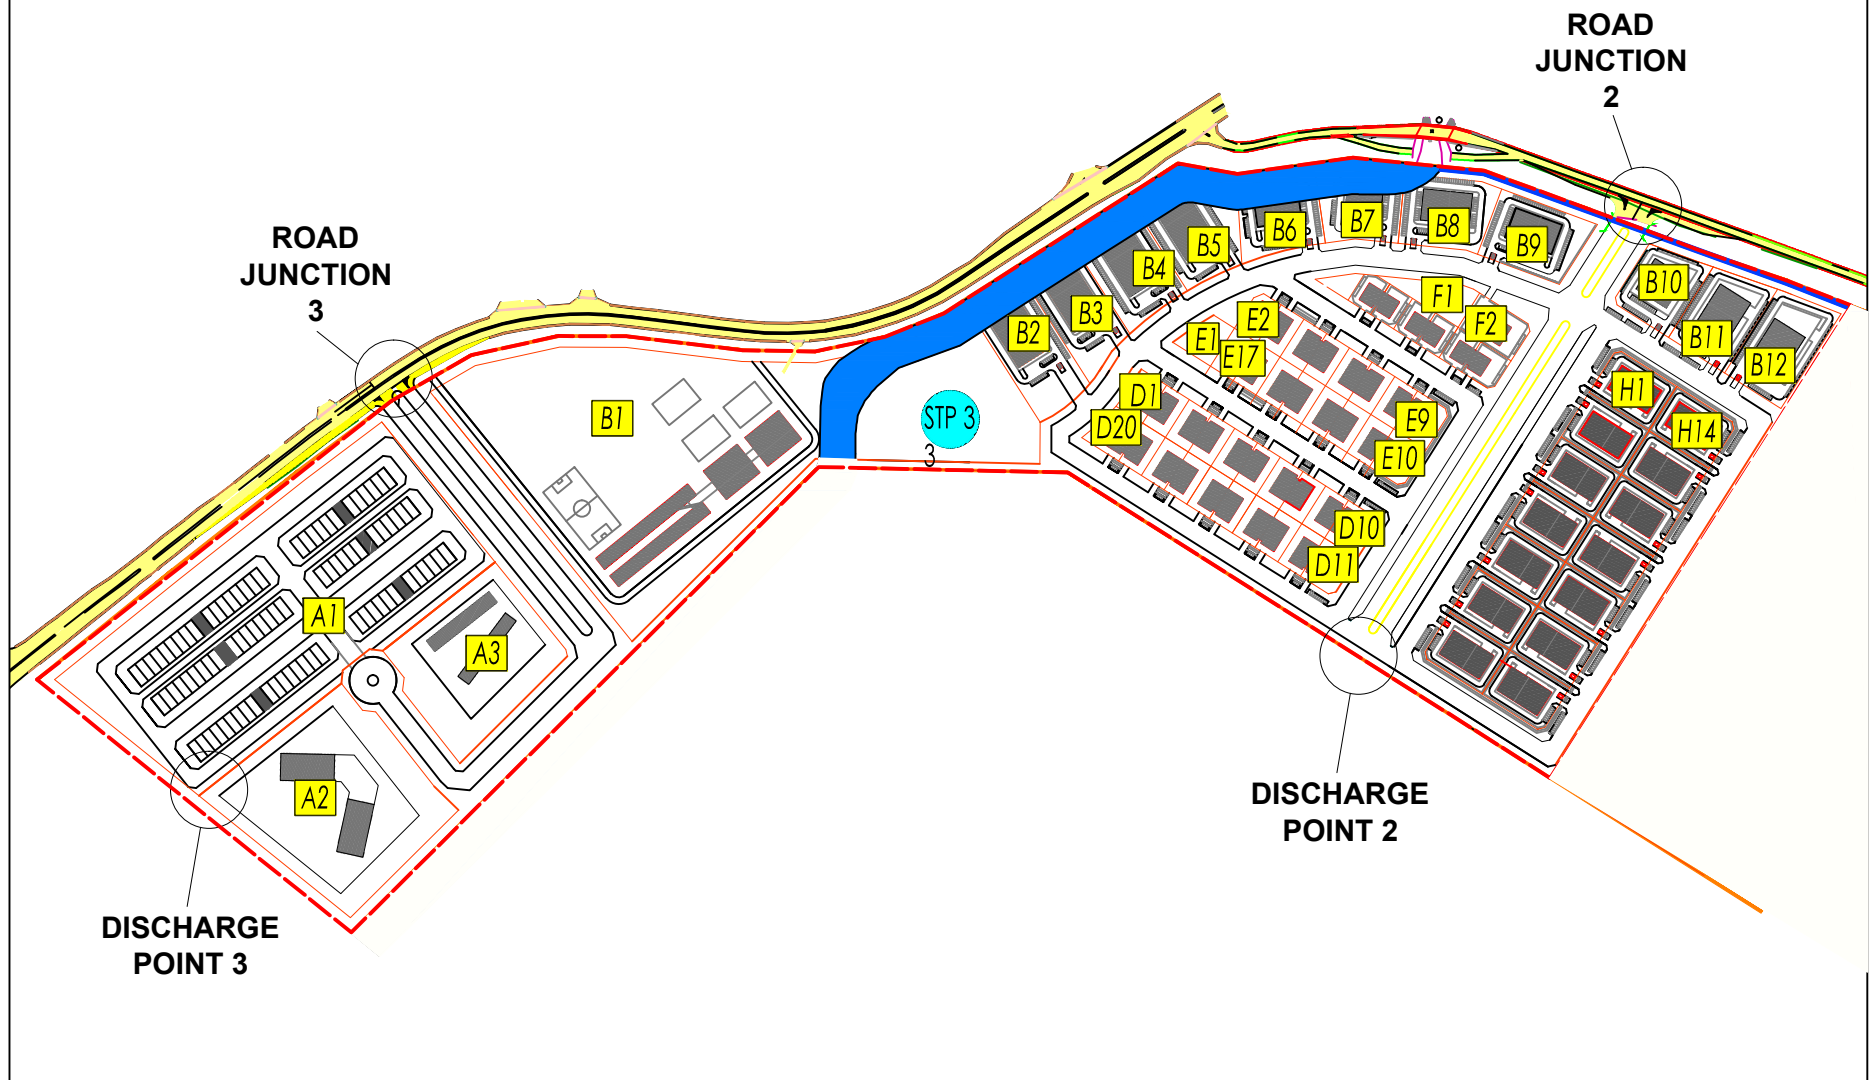 ROAD
JUNCTION
2
ROAD
JUNCTION
3
B6
B7
B8
B9
B5
B4
B3
B2
B10
B11
B12
F1
F2
E1
E2
E17
E9
E10
D1
D20
D10
D11
H1
H14
B1
STP 3
3
A1
A3
A2
DISCHARGE
POINT 2
DISCHARGE
POINT 3